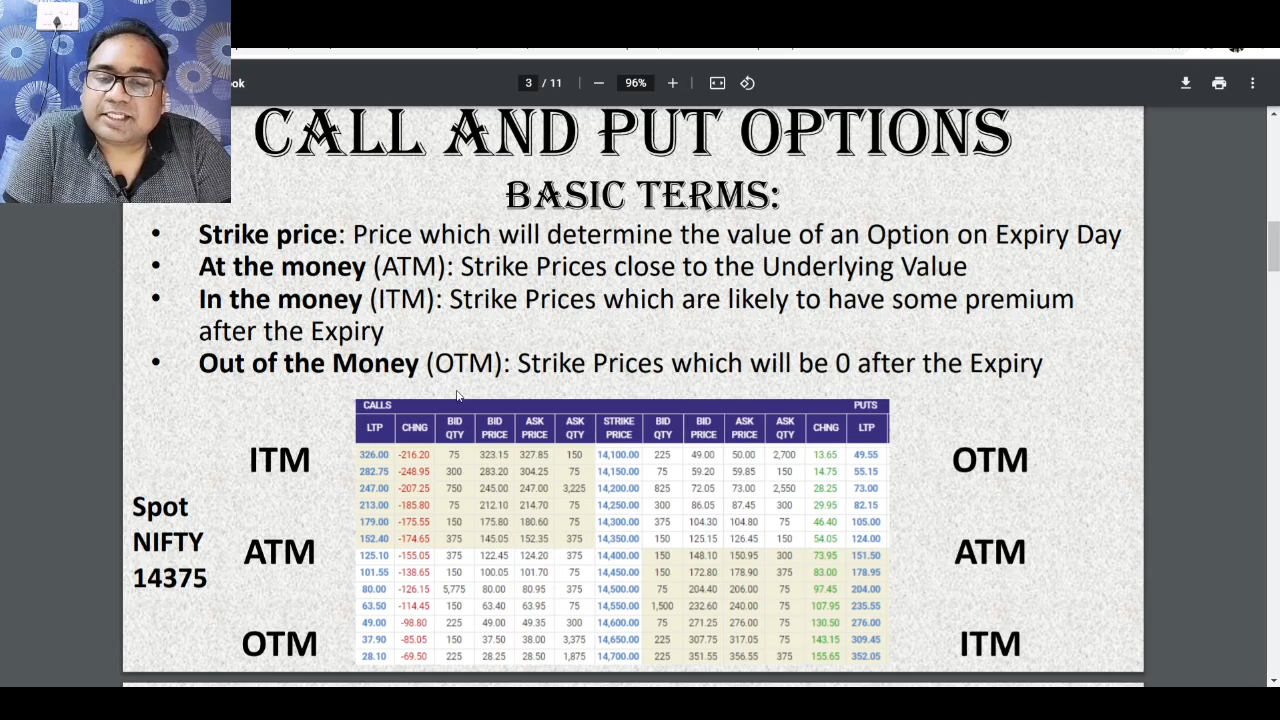 ok
3 / 11
96%
CALL AND PUT OPTIONS
BASIC TERMS:
• Strike price: Price which will determine the value of an Option on Expiry Day
• At the money (ATM): Strike Prices close to the Underlying Value
• In the money (ITM): Strike Prices which are likely to have some premium
after the Expiry
• Out of the Money (OTM): Strike Prices which will be 0 after the Expiry
CALLS PUTS
LTP CHNG BID QTY BID PRICE ASK PRICE ASK QTY STRIKE PRICE BID QTY BID PRICE ASK PRICE ASK QTY CHNG LTP
326.00 -216.20 75 323.15 327.85 150 14,100.00 225 49.00 50.00 2,700 13.65 49.55
282.75 -248.95 300 283.20 304.25 75 14,150.00 75 59.20 59.85 150 14.75 55.15
247.00 -207.25 750 245.00 247.00 3,225 14,200.00 825 72.05 73.00 2,550 28.25 73.00
213.00 -185.80 75 212.10 214.70 75 14,250.00 300 86.05 87.45 300 29.95 82.15
179.00 -175.55 150 175.80 180.60 75 14,300.00 375 104.30 104.80 75 46.40 105.00
152.40 -174.65 375 145.05 152.35 375 14,350.00 150 125.15 126.45 150 54.05 124.00
125.10 -155.05 375 122.45 124.20 375 14,400.00 150 148.10 150.95 300 73.95 151.50
101.55 -138.65 150 100.05 101.70 75 14,450.00 150 172.80 178.90 375 83.00 178.95
80.00 -126.15 5,775 80.00 80.95 375 14,500.00 75 204.40 206.00 75 97.45 204.00
63.50 -114.45 150 63.40 63.95 75 14,550.00 1,500 232.60 240.00 75 107.95 235.55
49.00 -98.80 225 49.00 49.35 300 14,600.00 75 271.25 276.00 75 130.50 276.00
37.90 -85.05 150 37.50 38.00 3,375 14,650.00 225 307.75 317.05 75 143.15 309.45
28.10 -69.50 225 28.25 28.50 1,875 14,700.00 225 351.55 356.55 375 155.65 352.05
ITM
OTM
Spot
NIFTY
14375
ATM
ATM
OTM
ITM